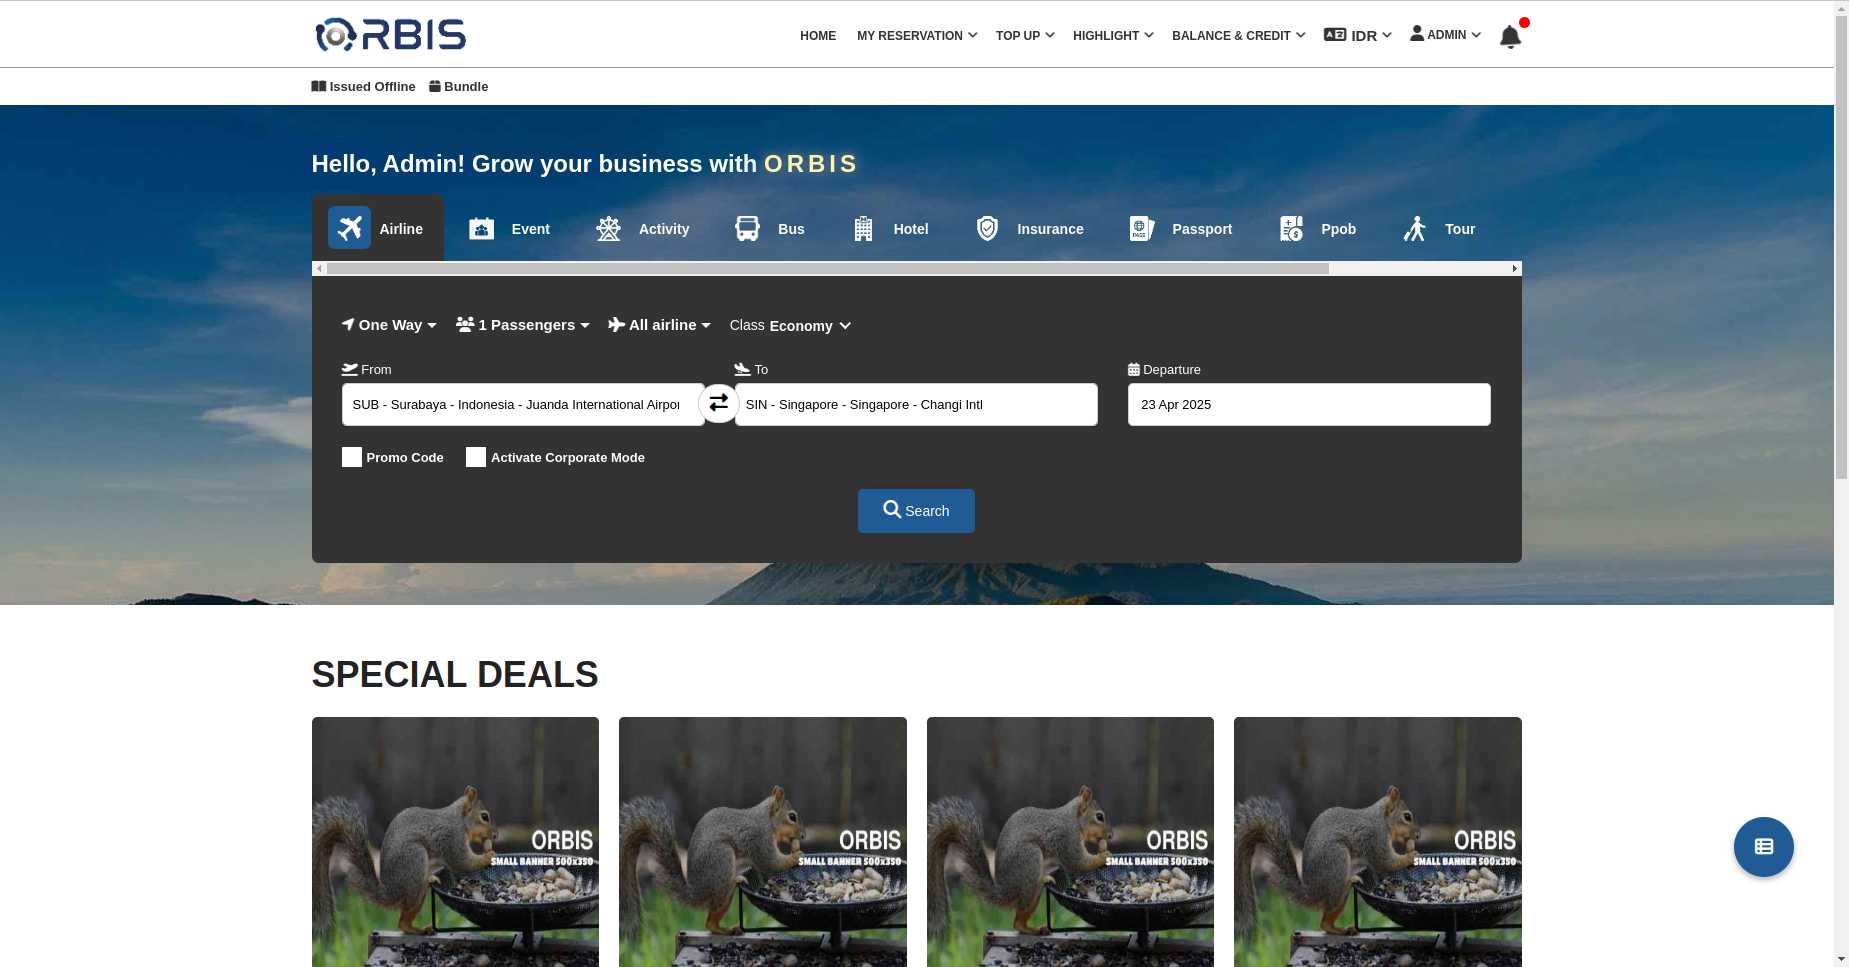 ORBIS
HOME MY RESERVATION TOP UP HIGHLIGHT BALANCE & CREDIT IDR ADMIN
Issued Offline Bundle
Hello, Admin! Grow your business with ORBIS
Airline Event Activity Bus Hotel Insurance Passport Ppob Tour
One Way 1 Passengers All airline Class Economy
From To Departure
SUB - Surabaya - Indonesia - Juanda International Airpor SIN - Singapore - Singapore - Changi Intl 23 Apr 2025
Promo Code Activate Corporate Mode
Search
SPECIAL DEALS
ORBIS ORBIS ORBIS ORBIS
SMALL BANNER 500x350 SMALL BANNER 500x350 SMALL BANNER 500x350 SMALL BANNER 500x350